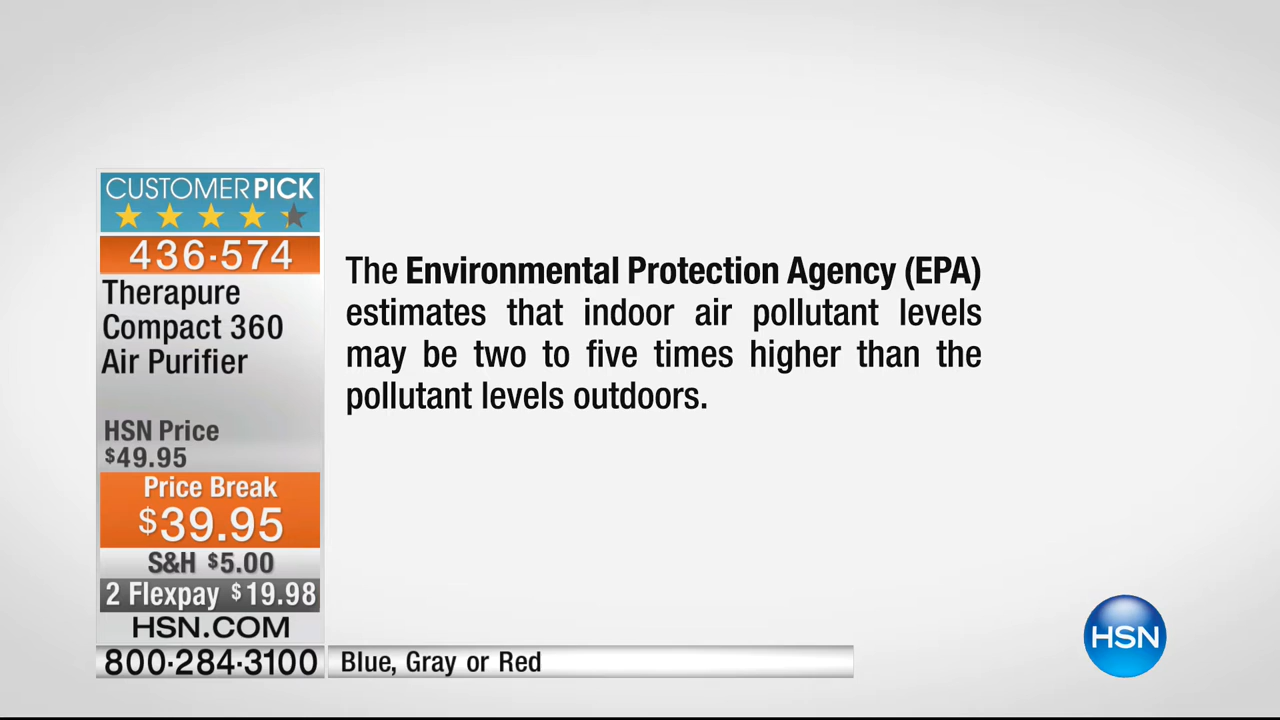 CUSTOMER PICK
436·574
Therapure
Compact 360
Air Purifier
HSN Price
$49.95
Price Break
$39.95
S&H $5.00
2 Flexpay $19.98
HSN.COM
800·284·3100
The Environmental Protection Agency (EPA)
estimates that indoor air pollutant levels
may be two to five times higher than the
pollutant levels outdoors.
Blue, Gray or Red
HSN